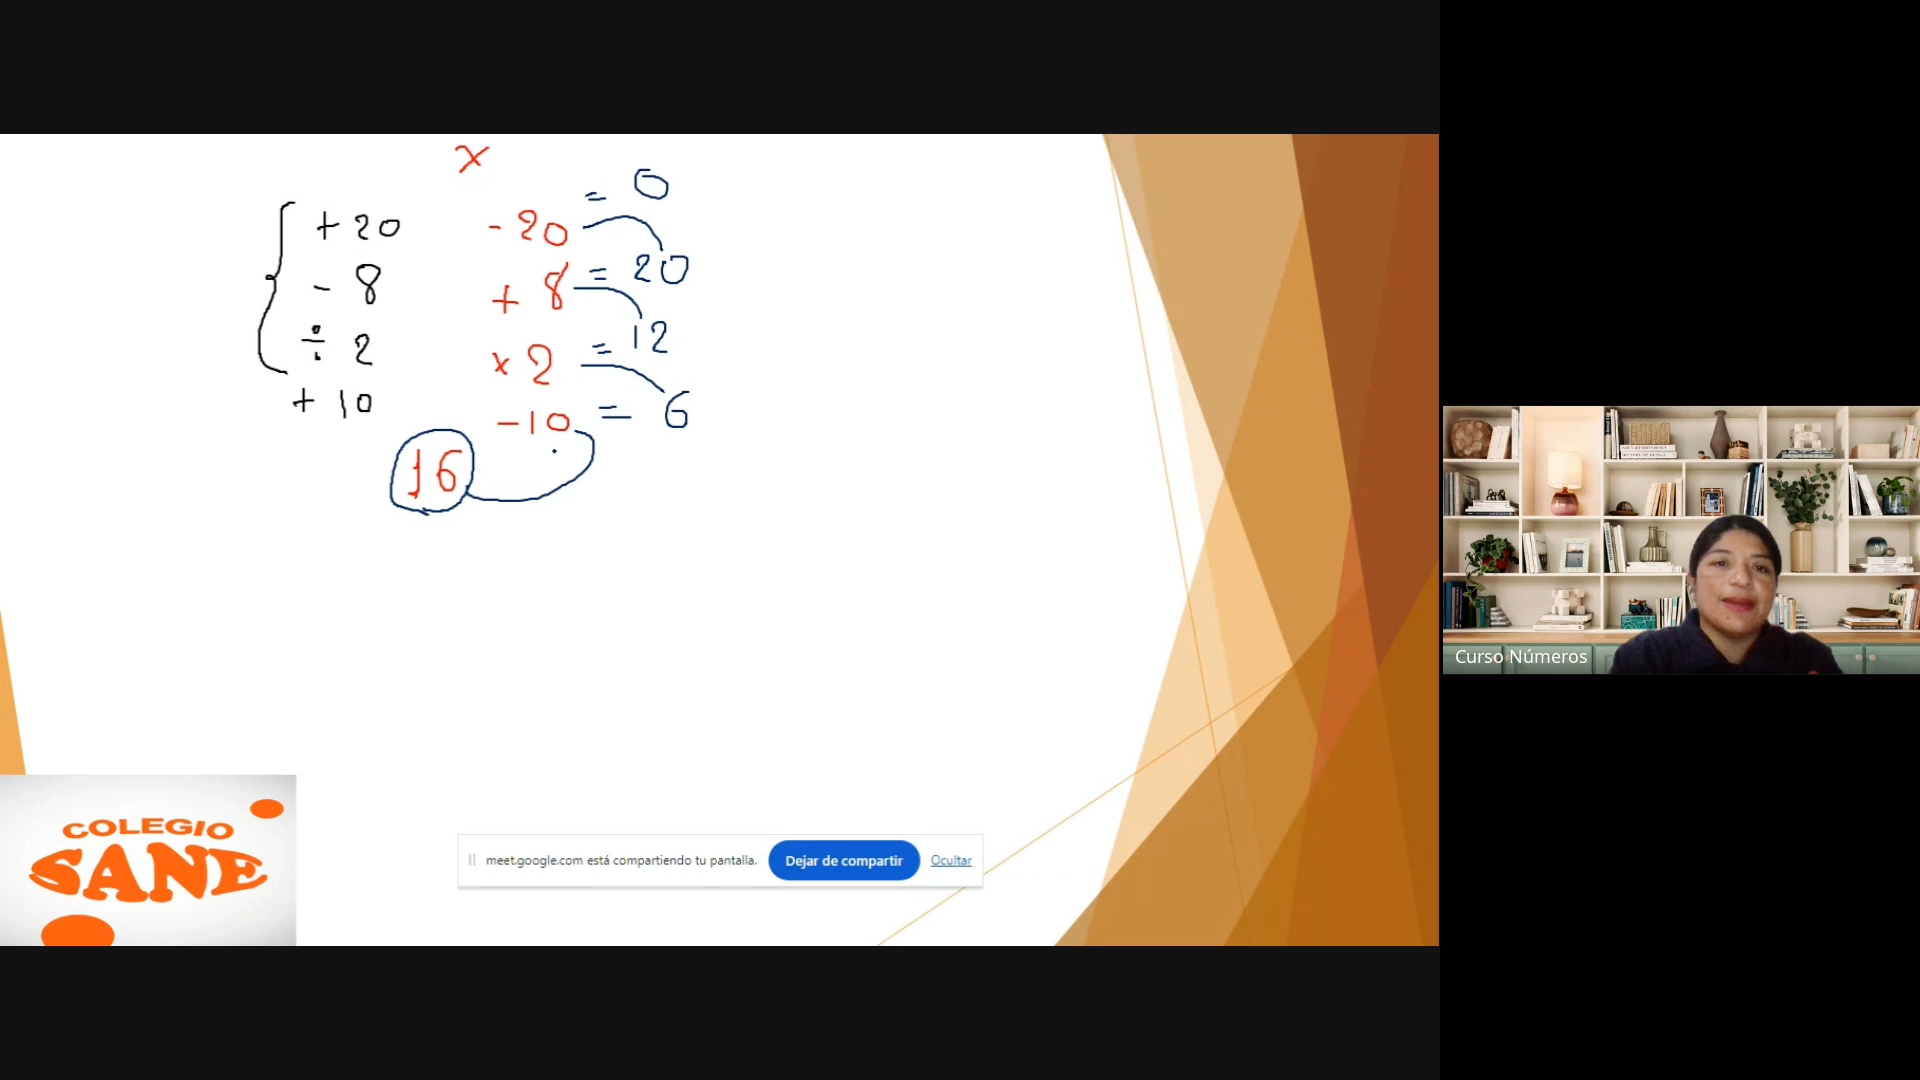 x
+ 20 - 20 = 0
- 8 + 8 = 20
÷ 2 x 2 = 12
+ 10 - 10 = 6
16
COLEGIO
SANE
meet.google.com está compartiendo tu pantalla. Dejar de compartir Ocultar
Curso Números